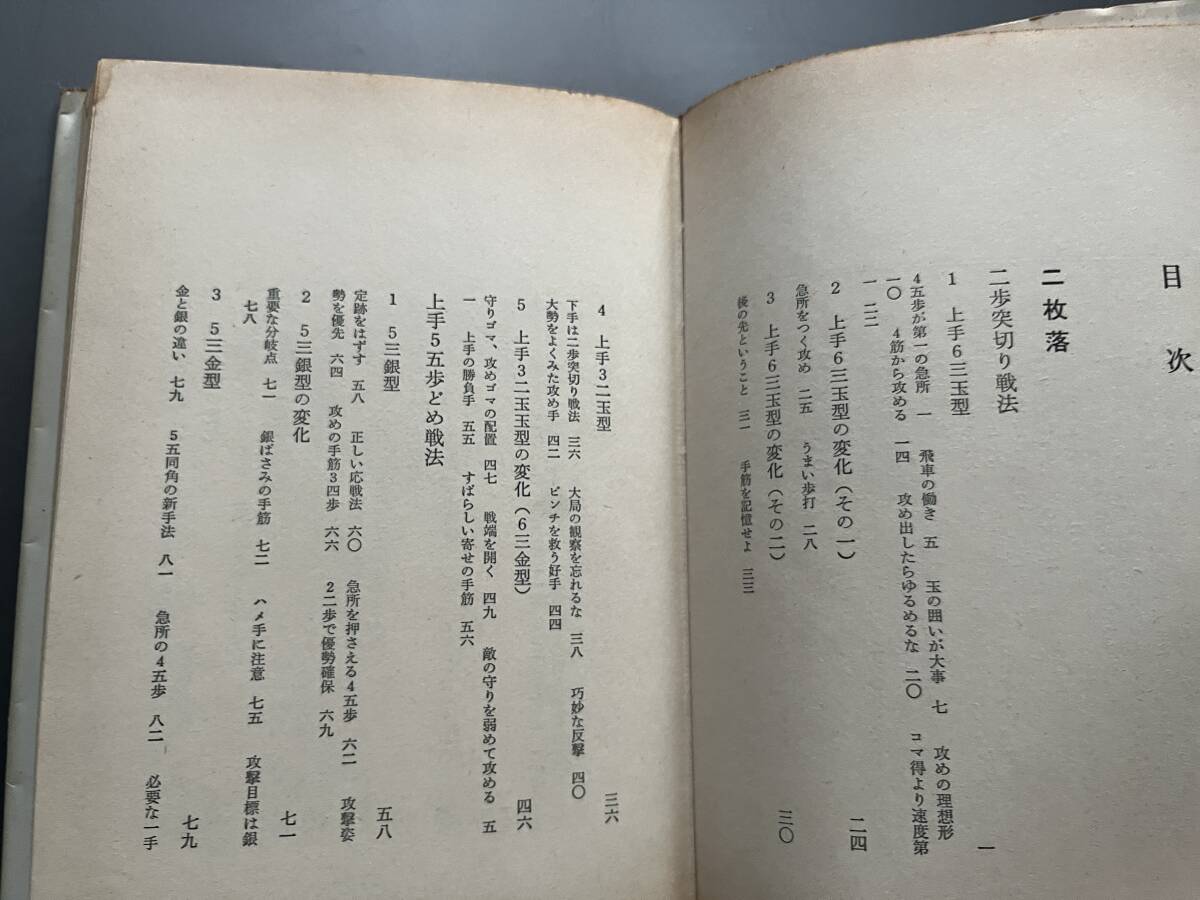 目次
二枚落
二歩突切り戦法
1 上手6三玉型 一
4五歩が第一の急所 一 飛車の働き 五 玉の囲いが大事 七 攻めの理想形
一〇 4筋から攻める 一四 攻め出したらゆるめるな 二〇 コマ得より速度第
一 二二
2 上手6三玉型の変化(その一) 二四
急所をつく攻め 二五 うまい歩打 二八
3 上手6三玉型の変化(その二) 三〇
後の先ということ 三一 手筋を記憶せよ 三三
4 上手3二玉型 三六
下手は二歩突切り戦法 三六 大局の観察を忘れるな 三八 巧妙な反撃 四〇
大勢をよくみた攻め手 四二 ピンチを救う好手 四四
5 上手3二玉型の変化(6三金型) 四六
守りゴマ、攻めゴマの配置 四七 戦端を開く 四九 敵の守りを弱めて攻める 五
一 上手の勝負手 五五 すばらしい寄せの手筋 五六
上手5五歩どめ戦法
1 5三銀型 五八
定跡をはずす 五八 正しい応戦法 六〇 急所を押さえる4五歩 六二 攻撃姿
勢を優先 六四 攻めの手筋3四歩 六六 2二歩で優勢確保 六九
2 5三銀型の変化 七一
重要な分岐点 七一 銀ばさみの手筋 七二 ハメ手に注意 七五 攻撃目標は銀
七八
3 5三金型 七九
金と銀の違い 七九 5五同角の新手法 八一 急所の4五歩 八二 必要な一手